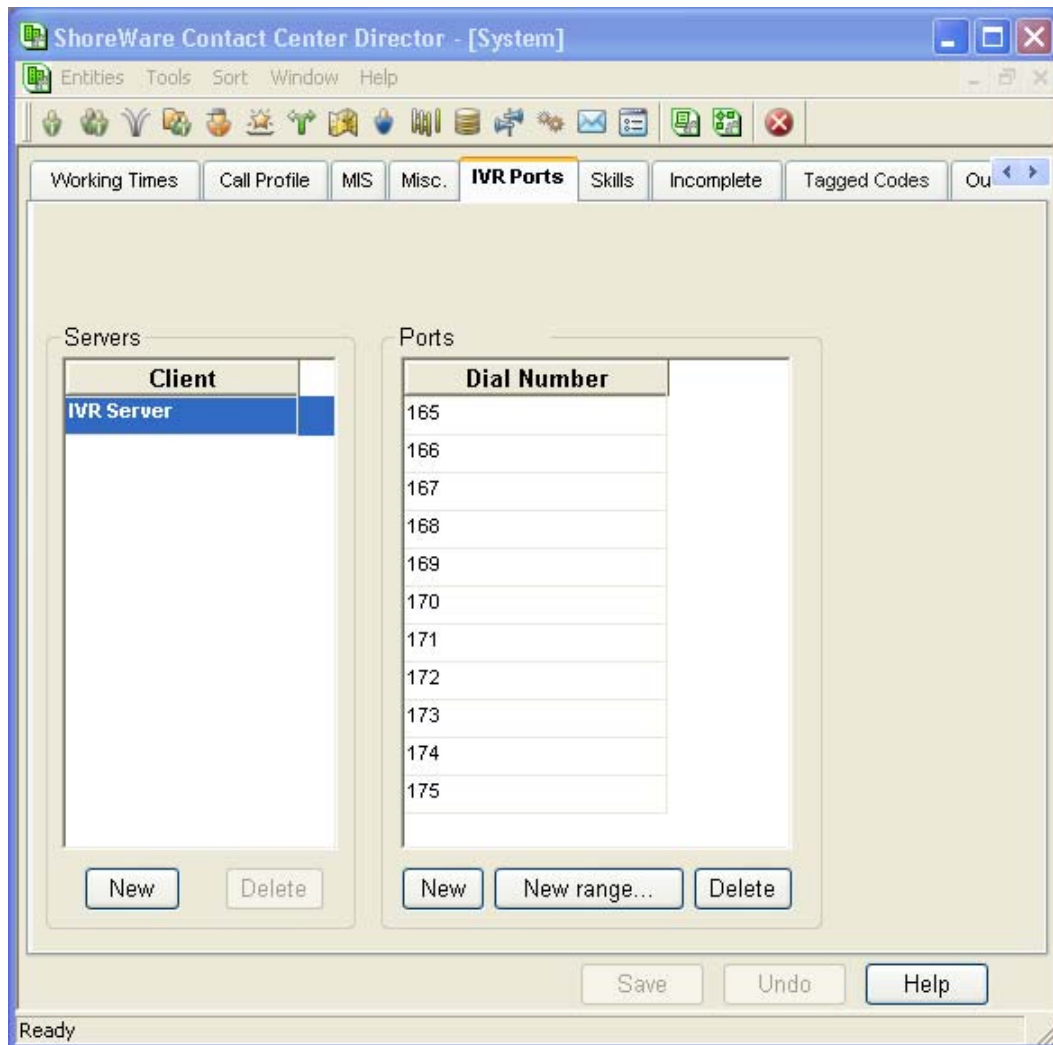 ShoreWare Contact Center Director - [System]
Entities Tools Sort Window Help
Working Times Call Profile MIS Misc. IVR Ports Skills Incomplete Tagged Codes Ou
Servers
Client
IVR Server
New Delete
Ports
Dial Number
165
166
167
168
169
170
171
172
173
174
175
New New range... Delete
Save Undo Help
Ready